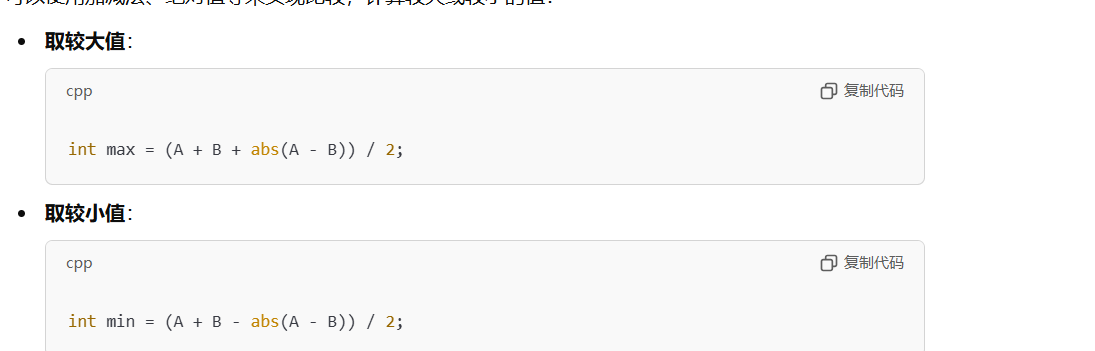 取较大值：
cpp
复制代码
int max = (A + B + abs(A - B)) / 2;
取较小值：
cpp
复制代码
int min = (A + B - abs(A - B)) / 2;